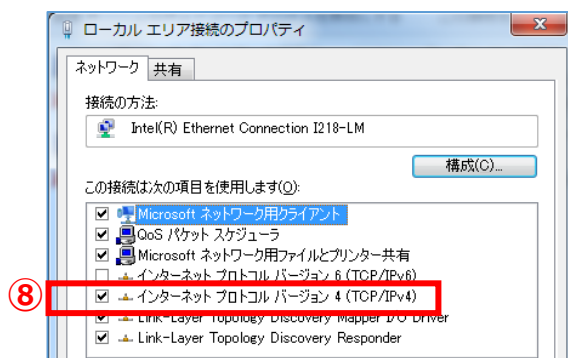 ローカル エリア接続のプロパティ
ネットワーク 共有
接続の方法:
Intel(R) Ethernet Connection I218-LM
構成(C)...
この接続は次の項目を使用します(O):
Microsoft ネットワーク用クライアント
QoS パケット スケジューラ
Microsoft ネットワーク用ファイルとプリンター共有
インターネット プロトコル バージョン 6 (TCP/IPv6)
⑧ インターネット プロトコル バージョン 4 (TCP/IPv4)
Link-Layer Topology Discovery Mapper I/O Driver
Link-Layer Topology Discovery Responder